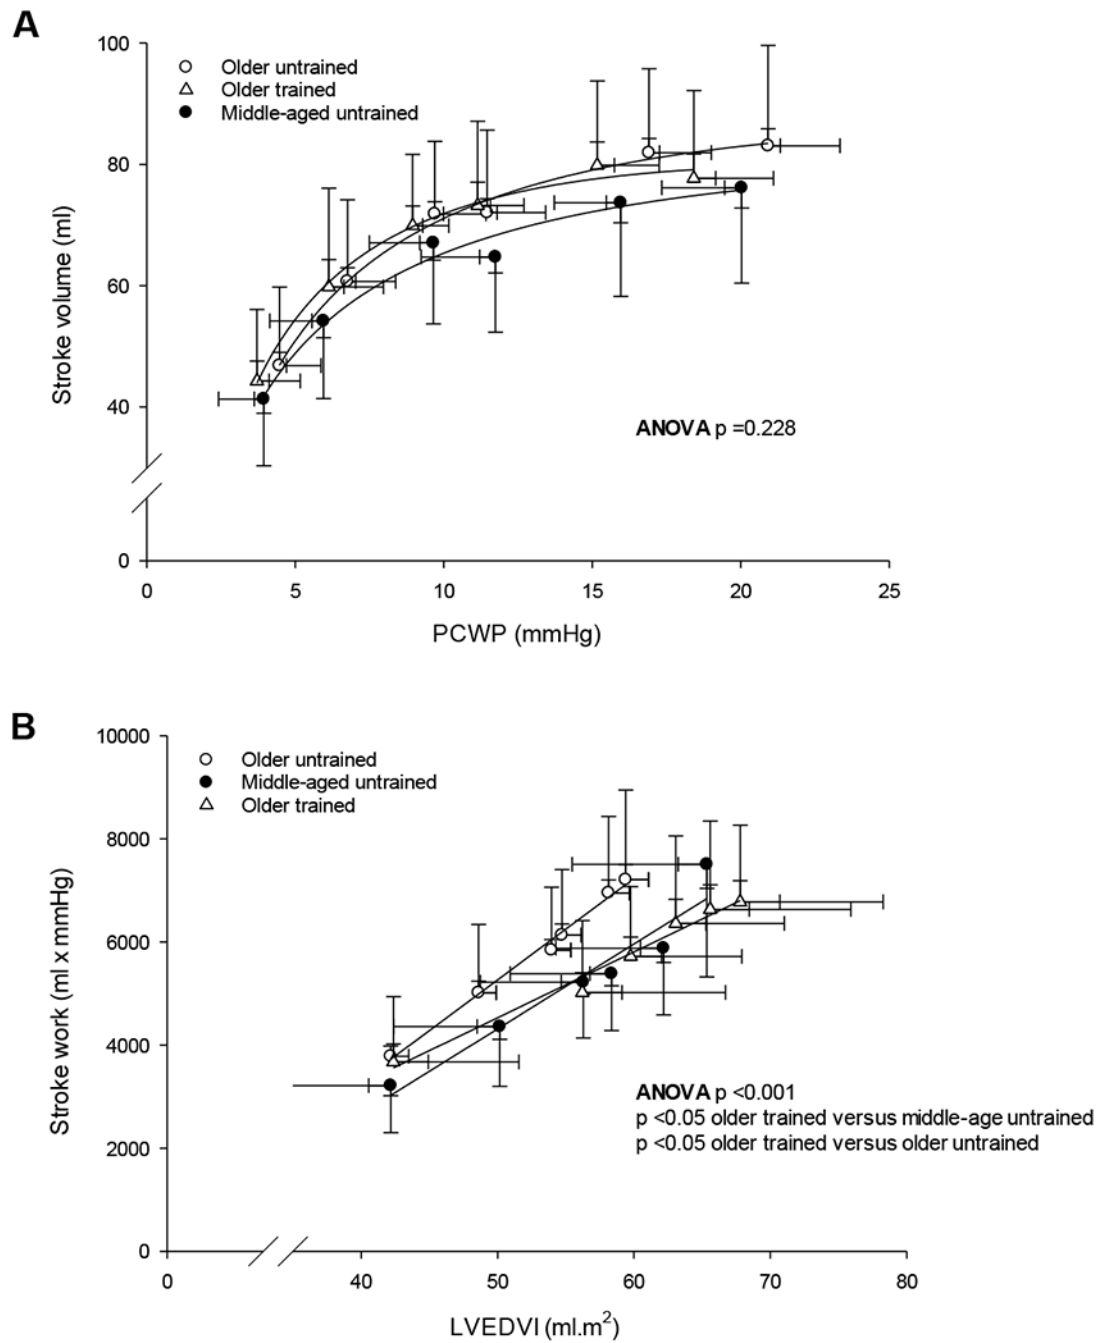 A
100
Older untrained
Older trained
Middle-aged untrained
80
60
40
0
Stroke volume (ml)
ANOVA p =0.228
0 5 10 15 20 25
PCWP (mmHg)
B
10000
Older untrained
Middle-aged untrained
Older trained
8000
6000
4000
2000
0
Stroke work (ml x mmHg)
ANOVA p <0.001
p <0.05 older trained versus middle-age untrained
p <0.05 older trained versus older untrained
0 40 50 60 70 80
LVEDVI (ml.m²)